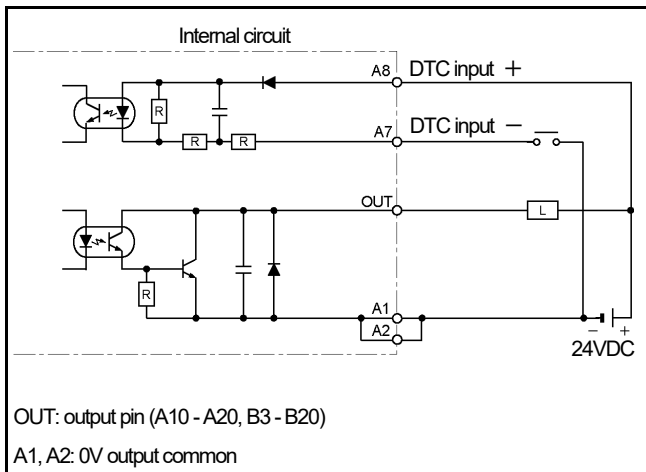 Internal circuit
A8
DTC input +
R
R
R
A7
DTC input −
OUT
L
R
A1
A2
− +
24VDC
OUT: output pin (A10 - A20, B3 - B20)
A1, A2: 0V output common